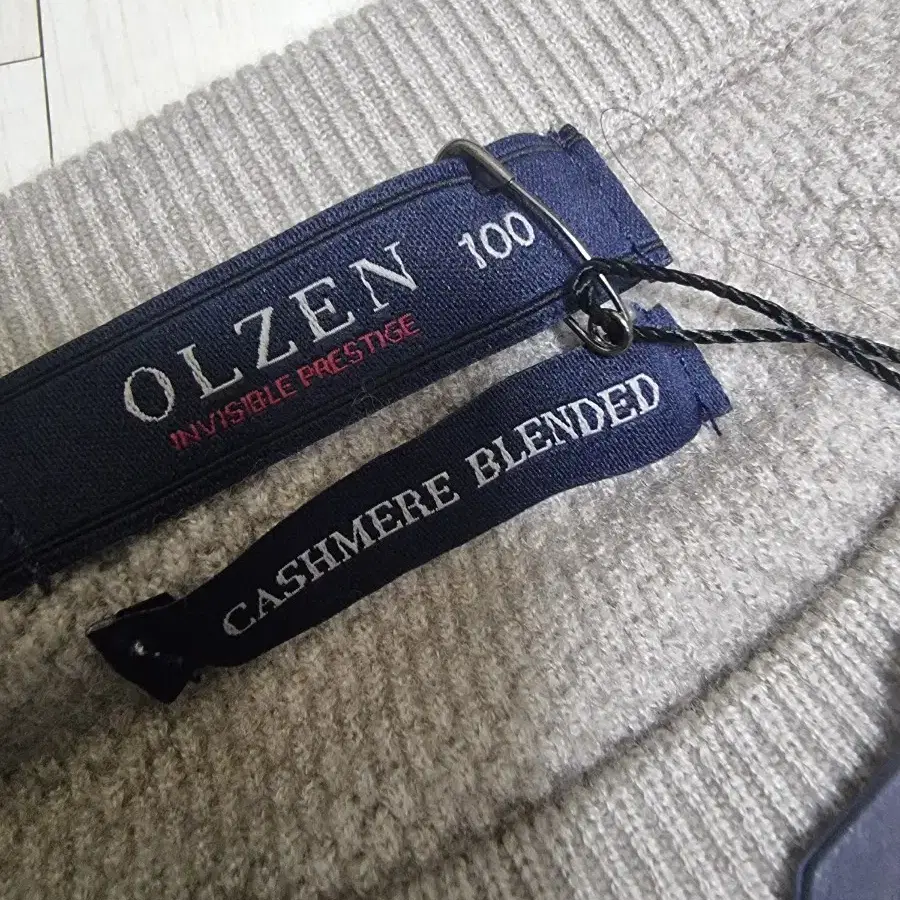 OLZEN 100
INVISIBLE PRESTIGE
CASHMERE BLENDED